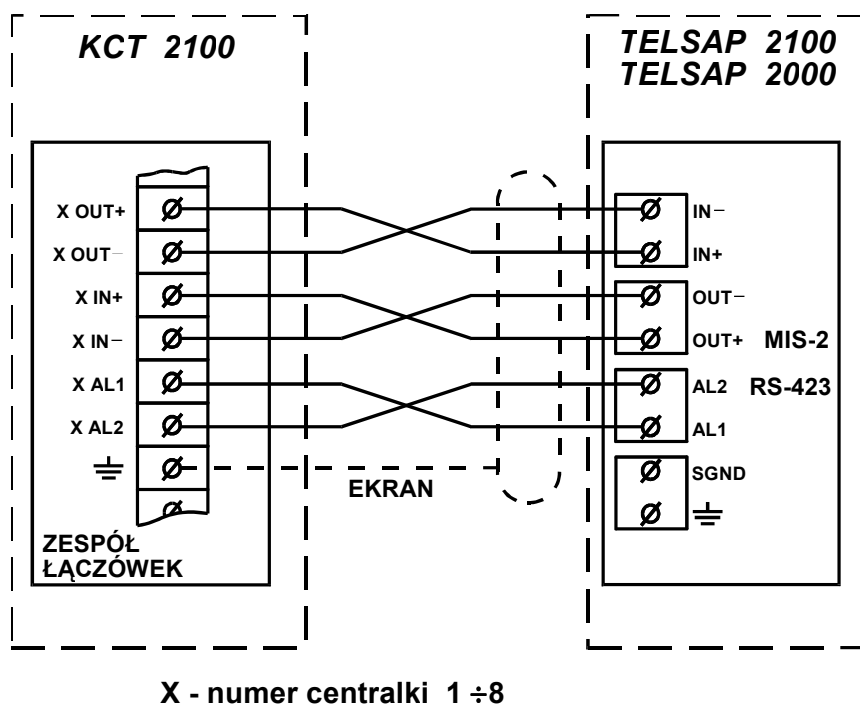 KCT 2100
TELSAP 2100
TELSAP 2000
X OUT+
X OUT–
X IN+
X IN–
X AL1
X AL2
EKRAN
ZESPÓŁ
ŁĄCZÓWEK
IN–
IN+
OUT–
OUT+ MIS-2
AL2 RS-423
AL1
SGND
X - numer centralki 1÷8